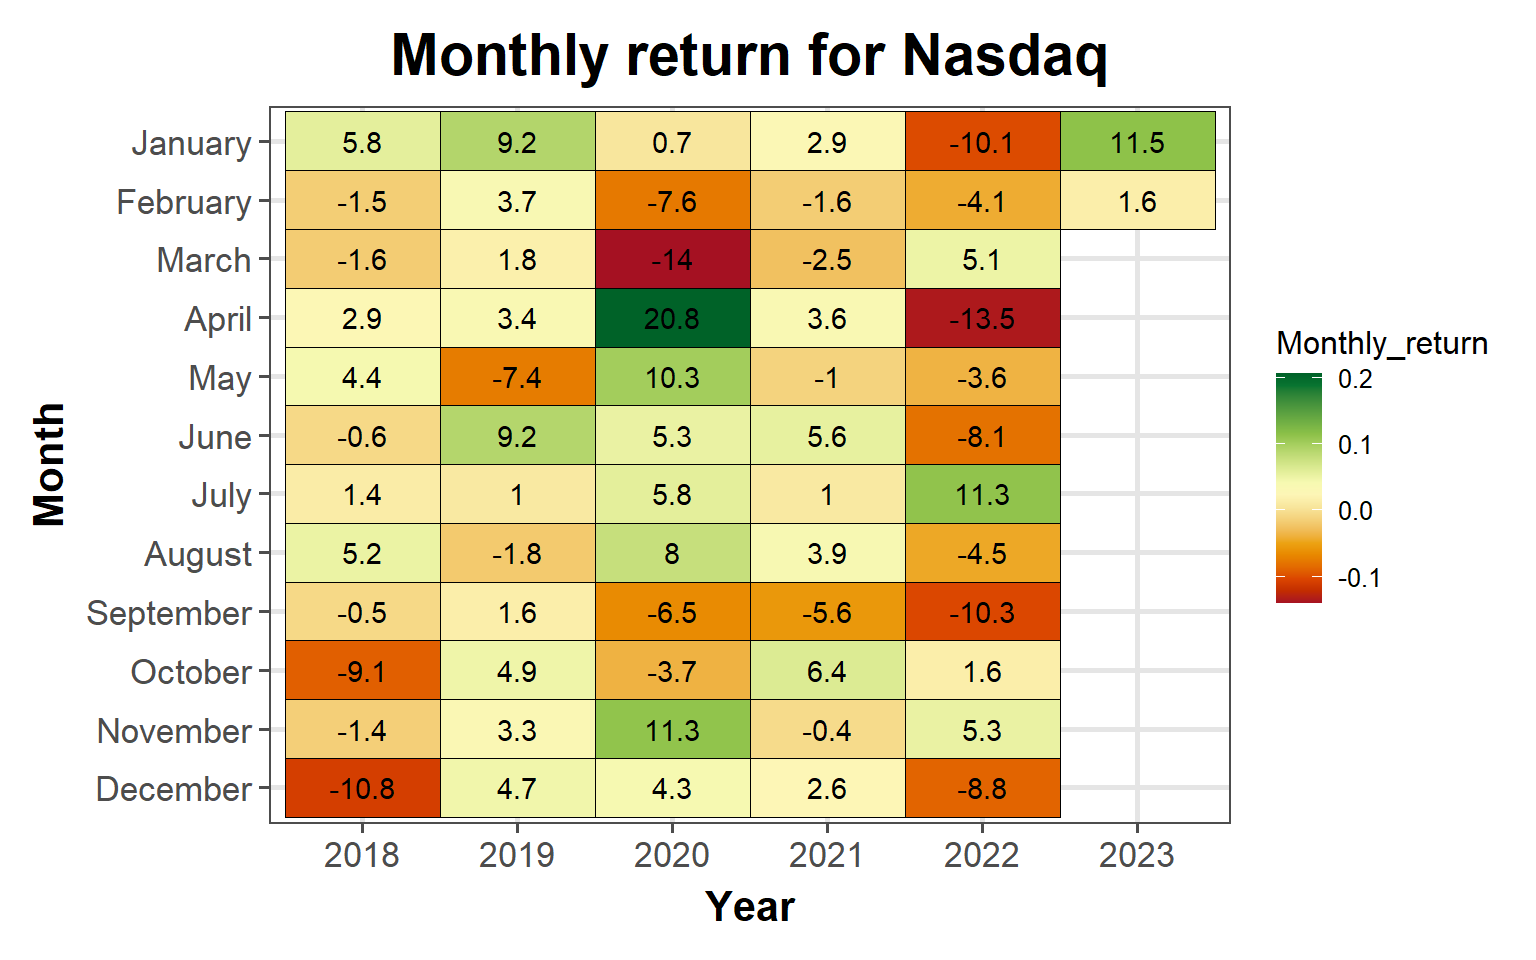 Monthly return for Nasdaq
January 5.8 9.2 0.7 2.9 -10.1 11.5
February -1.5 3.7 -7.6 -1.6 -4.1 1.6
March -1.6 1.8 -14 -2.5 5.1
April 2.9 3.4 20.8 3.6 -13.5
May 4.4 -7.4 10.3 -1 -3.6
June -0.6 9.2 5.3 5.6 -8.1
July 1.4 1 5.8 1 11.3
August 5.2 -1.8 8 3.9 -4.5
September -0.5 1.6 -6.5 -5.6 -10.3
October -9.1 4.9 -3.7 6.4 1.6
November -1.4 3.3 11.3 -0.4 5.3
December -10.8 4.7 4.3 2.6 -8.8
2018 2019 2020 2021 2022 2023
Year
Month
Monthly_return
0.2
0.1
0.0
-0.1